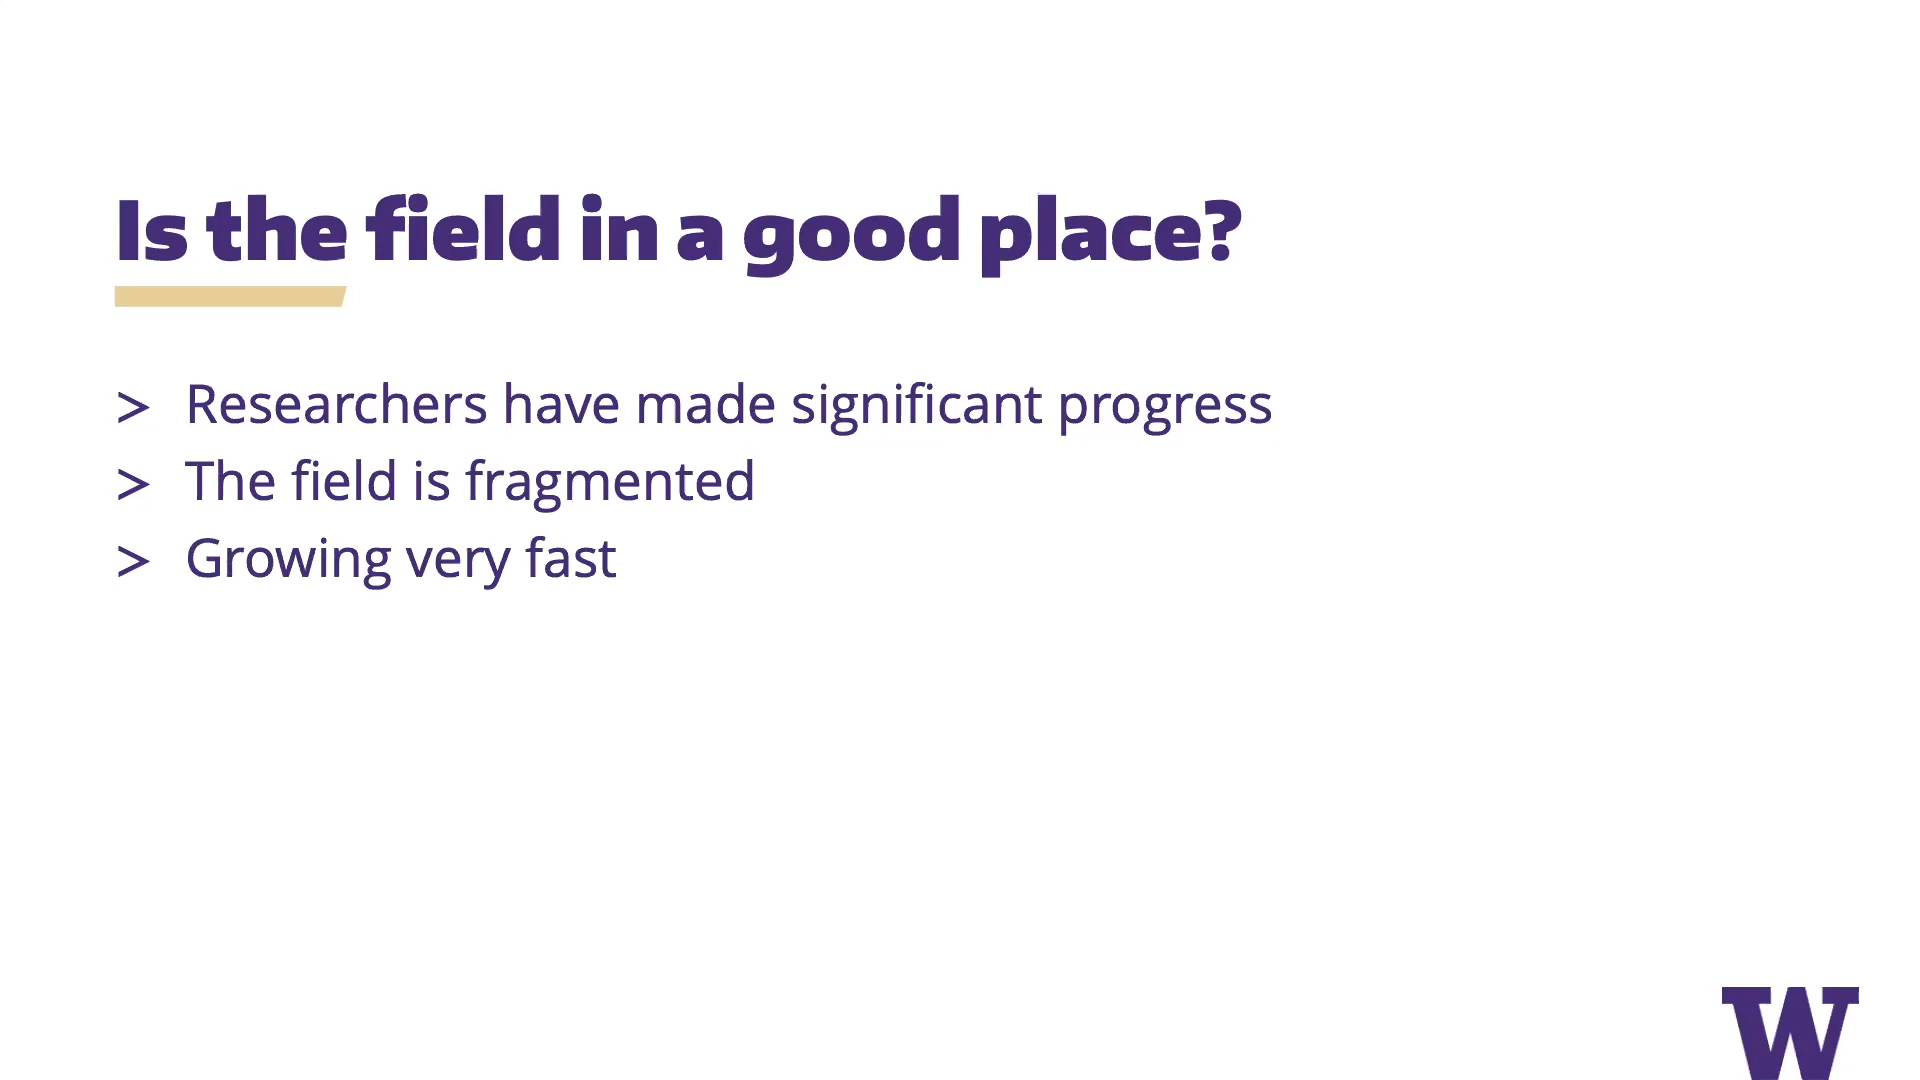 Is the field in a good place?
> Researchers have made significant progress
> The field is fragmented
> Growing very fast
W